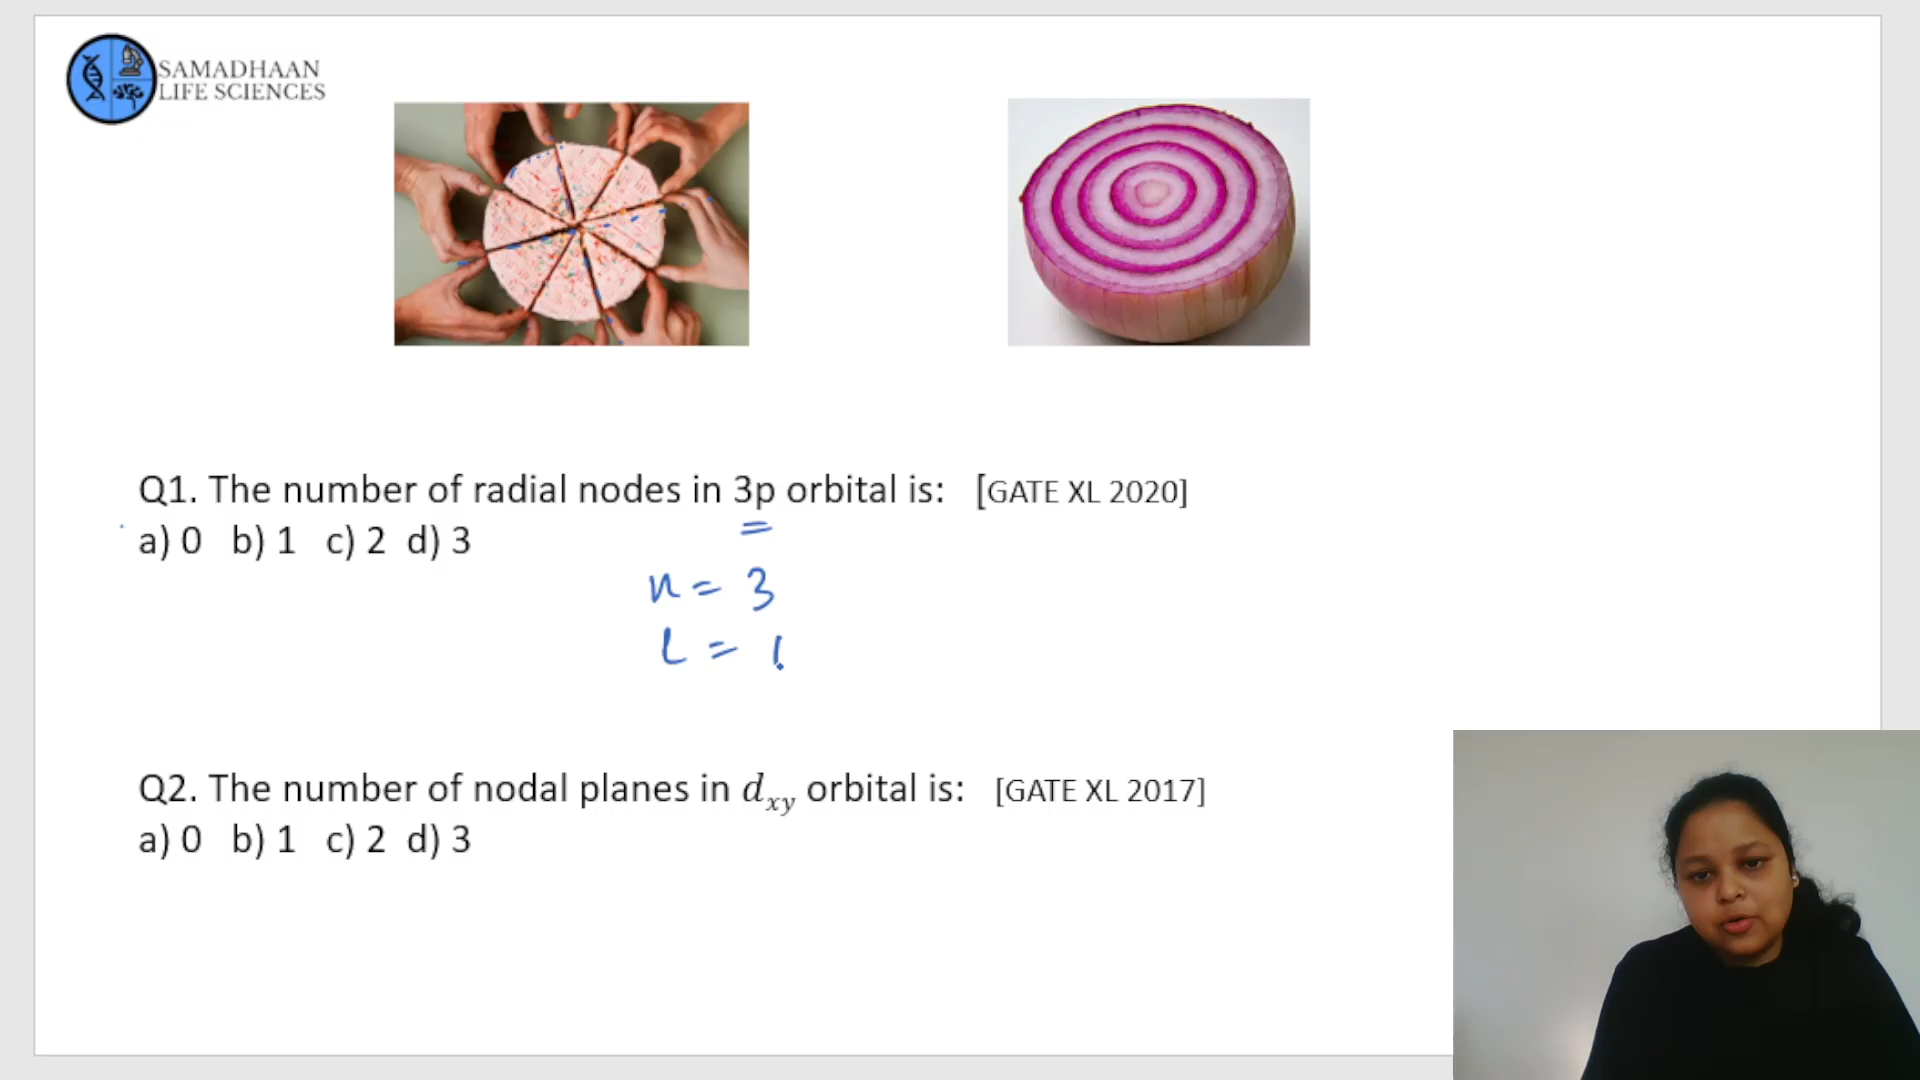 SAMADHAAN
LIFE SCIENCES
Q1. The number of radial nodes in 3p orbital is: [GATE XL 2020]
a) 0 b) 1 c) 2 d) 3
n = 3
l = 1
Q2. The number of nodal planes in dₓᵧ orbital is: [GATE XL 2017]
a) 0 b) 1 c) 2 d) 3